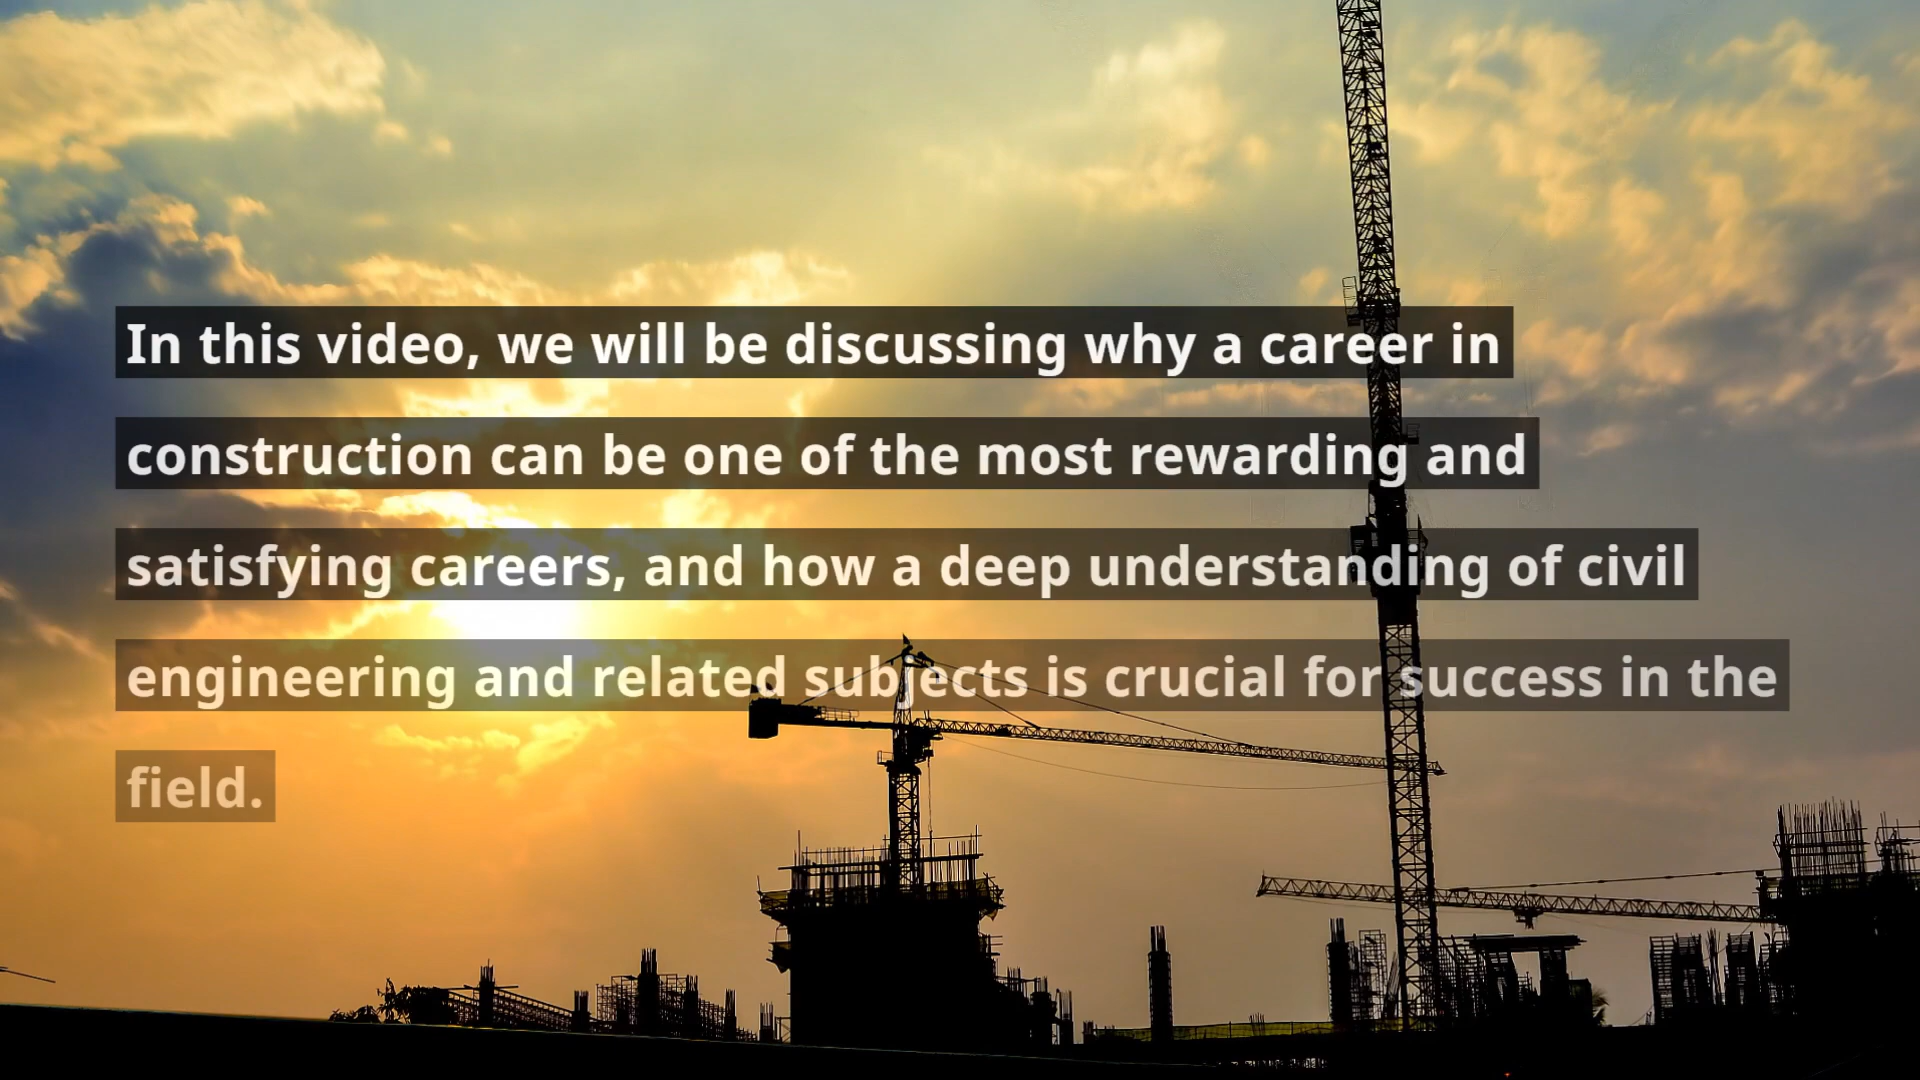 In this video, we will be discussing why a career in
construction can be one of the most rewarding and
satisfying careers, and how a deep understanding of civil
engineering and related subjects is crucial for success in the
field.